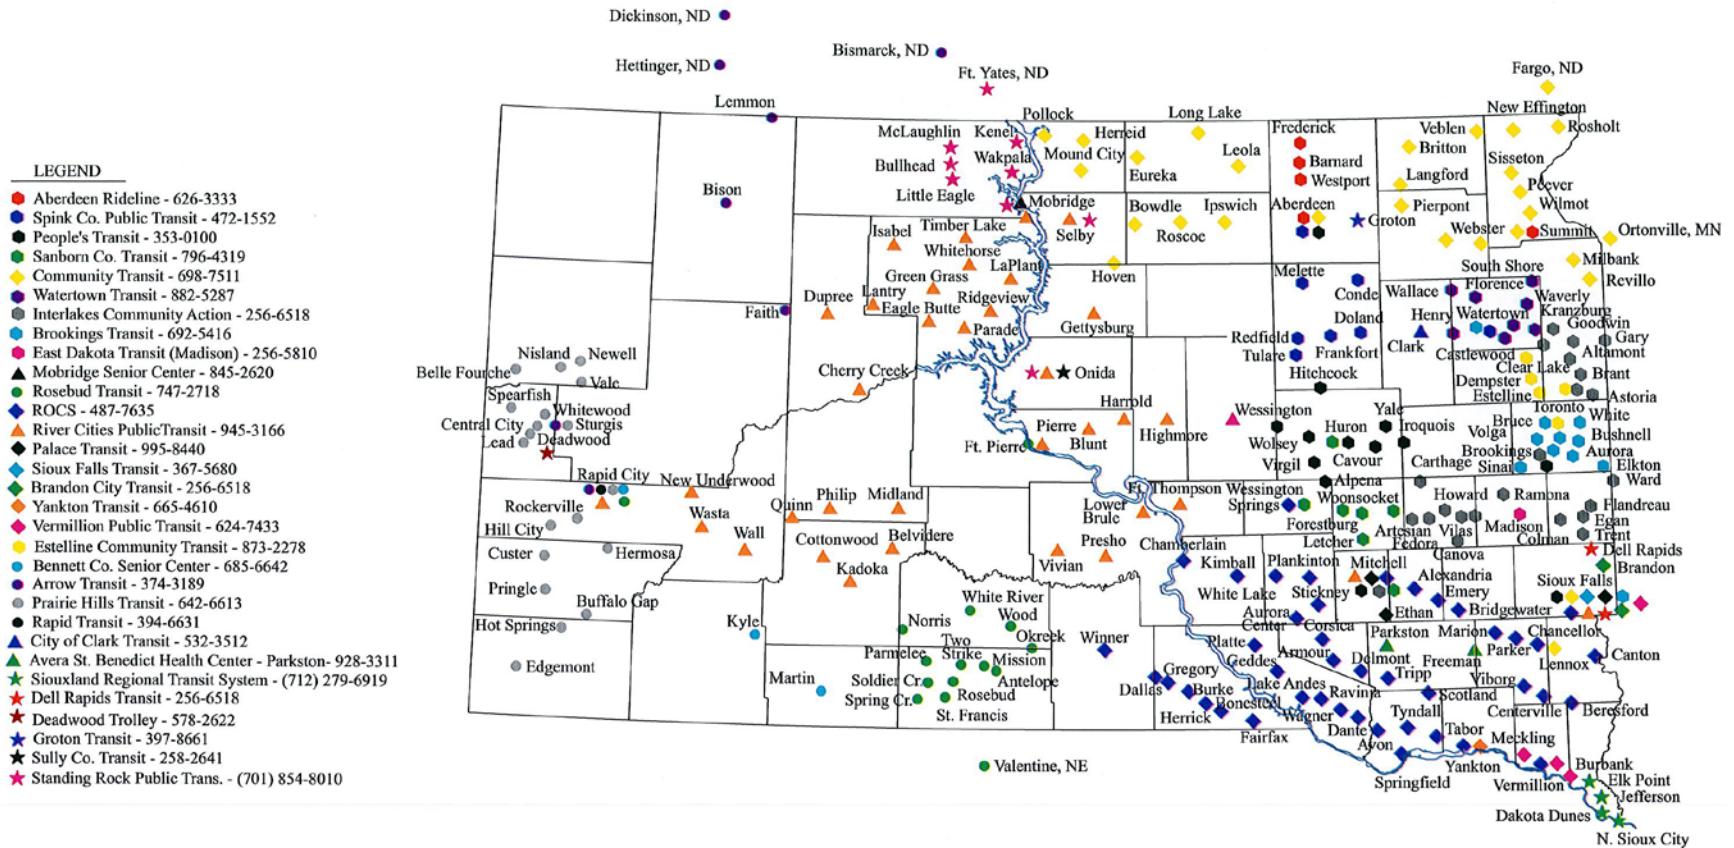 Dickinson, ND
Bismarck, ND
Hettinger, ND
Ft. Yates, ND
Fargo, ND
Lemmon
Pollock
Long Lake
New Effington
McLaughlin
Kenel
Herreid
Frederick
Veblen
Rosholt
Mound City
Britton
Bullhead
Wakpala
Leola
Barnard
Sisseton
LEGEND
Eureka
Westport
Langford
Peever
Bison
Little Eagle
Aberdeen Rideline - 626-3333
Mobridge
Bowdle
Ipswich
Aberdeen
Pierpont
Wilmot
Spink Co. Public Transit - 472-1552
Isabel
Timber Lake
Selby
Roscoe
Groton
Webster
Summit
Ortonville, MN
People's Transit - 353-0100
Whitehorse
Sanborn Co. Transit - 796-4319
LaPlant
Hoven
Melette
South Shore
Milbank
Community Transit - 698-7511
Green Grass
Conde
Wallace
Florence
Revillo
Watertown Transit - 882-5287
Dupree
Lantry
Ridgeview
Waverly
Interlakes Community Action - 256-6518
Faith
Eagle Butte
Doland
Henry
Watertown
Kranzburg
Brookings Transit - 692-5416
Parade
Gettysburg
Redfield
Goodwin
Gary
East Dakota Transit (Madison) - 256-5810
Nisland
Newell
Tulare
Frankfort
Clark
Castlewood
Altamont
Mobridge Senior Center - 845-2620
Belle Fourche
Cherry Creek
Onida
Hitchcock
Clear Lake
Brant
Rosebud Transit - 747-2718
Vale
Dempster
Estelline
Astoria
ROCS - 487-7635
Spearfish
Whitewood
Harrold
Wessington
Huron
Yale
Toronto
White
River Cities PublicTransit - 945-3166
Central City
Sturgis
Pierre
Highmore
Iroquois
Bruce
Volga
Bushnell
Palace Transit - 995-8440
Lead
Deadwood
Ft. Pierre
Blunt
Wolsey
Cavour
Brookings
Aurora
Sioux Falls Transit - 367-5680
Virgil
Carthage
Sinai
Elkton
Brandon City Transit - 256-6518
Rapid City
New Underwood
Alpena
Ward
Yankton Transit - 665-4610
Rockerville
Quinn
Philip
Midland
Ft. Thompson
Wessington
Springs
Woonsocket
Howard
Ramona
Flandreau
Vermillion Public Transit - 624-7433
Hill City
Wasta
Lower
Brule
Forestburg
Artesian
Vilas
Madison
Egan
Estelline Community Transit - 873-2278
Custer
Hermosa
Wall
Cottonwood
Belvidere
Presho
Chamberlain
Letcher
Fedora
Colman
Trent
Bennett Co. Senior Center - 685-6642
Kadoka
Vivian
Kimball
Plankinton
Mitchell
Canova
Dell Rapids
Arrow Transit - 374-3189
Pringle
White Lake
Stickney
Alexandria
Sioux Falls
Brandon
Prairie Hills Transit - 642-6613
Buffalo Gap
White River
Emery
Rapid Transit - 394-6631
Hot Springs
Kyle
Norris
Wood
Aurora
Center
Corsica
Ethan
Bridgewater
City of Clark Transit - 532-3512
Two
Strike
Okreek
Winner
Platte
Armour
Parkston
Marion
Chancellor
Avera St. Benedict Health Center - Parkston- 928-3311
Edgemont
Parmelee
Mission
Geddes
Delmont
Freeman
Parker
Lennox
Canton
Siouxland Regional Transit System - (712) 279-6919
Martin
Soldier Cr.
Antelope
Gregory
Lake Andes
Tripp
Viborg
Dell Rapids Transit - 256-6518
Spring Cr.
Rosebud
Dallas
Burke
Ravinia
Scotland
Deadwood Trolley - 578-2622
St. Francis
Herrick
Bonesteel
Wagner
Tyndall
Centerville
Beresford
Groton Transit - 397-8661
Fairfax
Dante
Tabor
Meckling
Sully Co. Transit - 258-2641
Valentine, NE
Avon
Yankton
Burbank
Standing Rock Public Trans. - (701) 854-8010
Springfield
Vermillion
Elk Point
Jefferson
Dakota Dunes
N. Sioux City